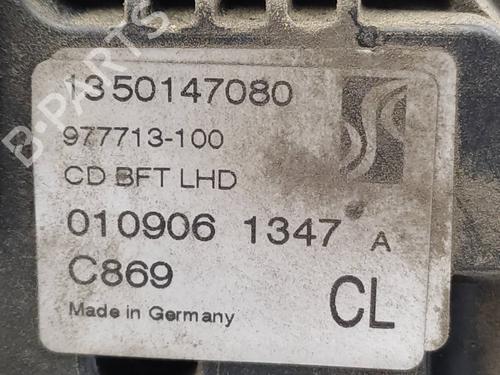 B-PARTS
1350147080
977713-100
CD BFT LHD
010906 1347 A
C869
CL
Made in Germany